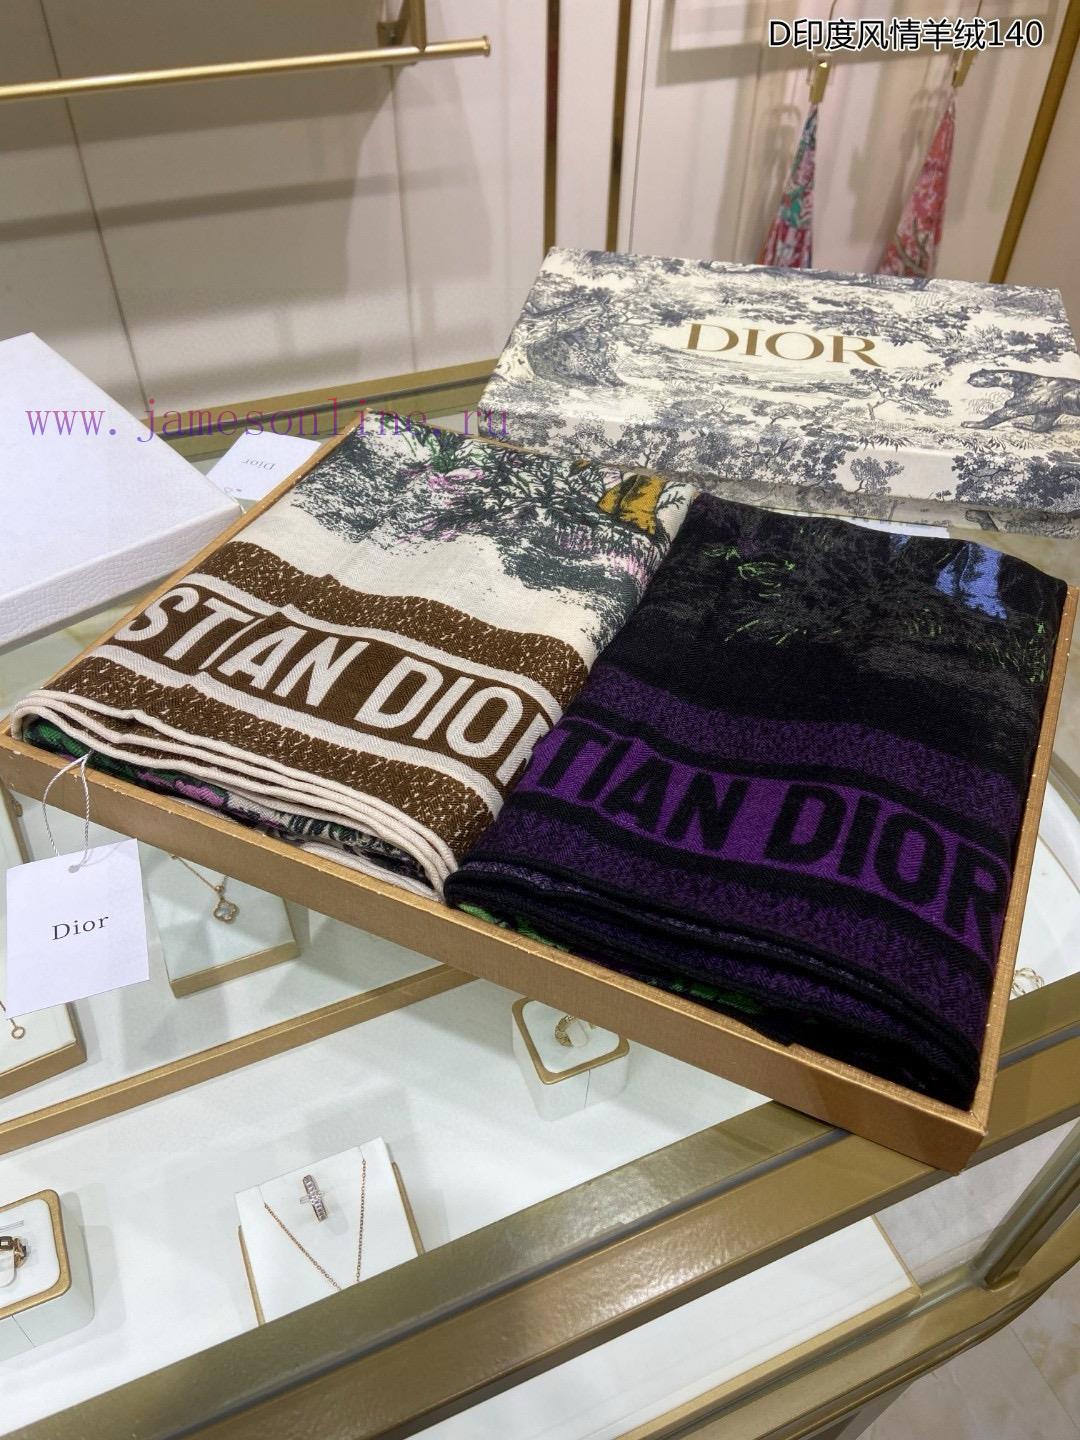 D印度风情羊绒140
DIOR
www.jamesonline.ru
Dior
STIAN DIOR
TIAN DIOR
Dior